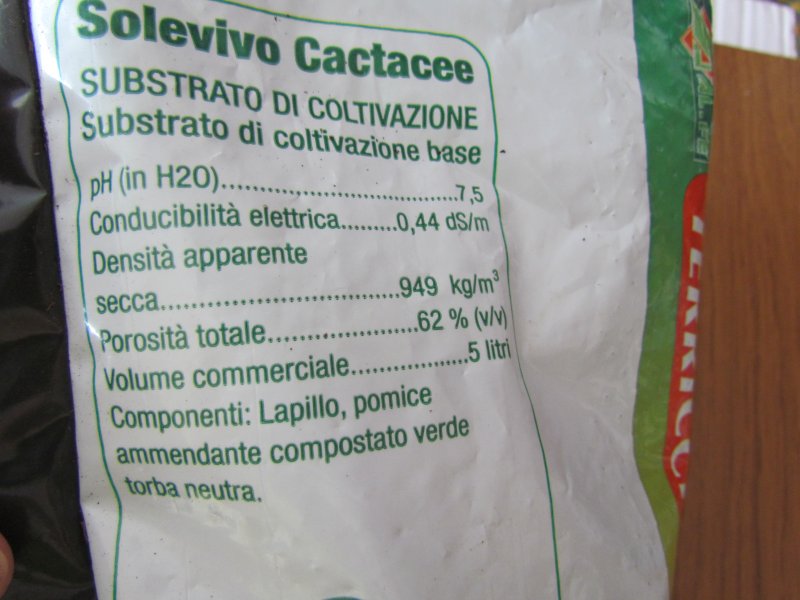 Solevivo Cactacee
SUBSTRATO DI COLTIVAZIONE
Substrato di coltivazione base
pH (in H2O)....................................7,5
Conducibilità elettrica.........0,44 dS/m
Densità apparente
secca..................................949 kg/m³
Porosità totale......................62 % (v/v)
Volume commerciale.................5 litri
Componenti: Lapillo, pomice
ammendante compostato verde
torba neutra.